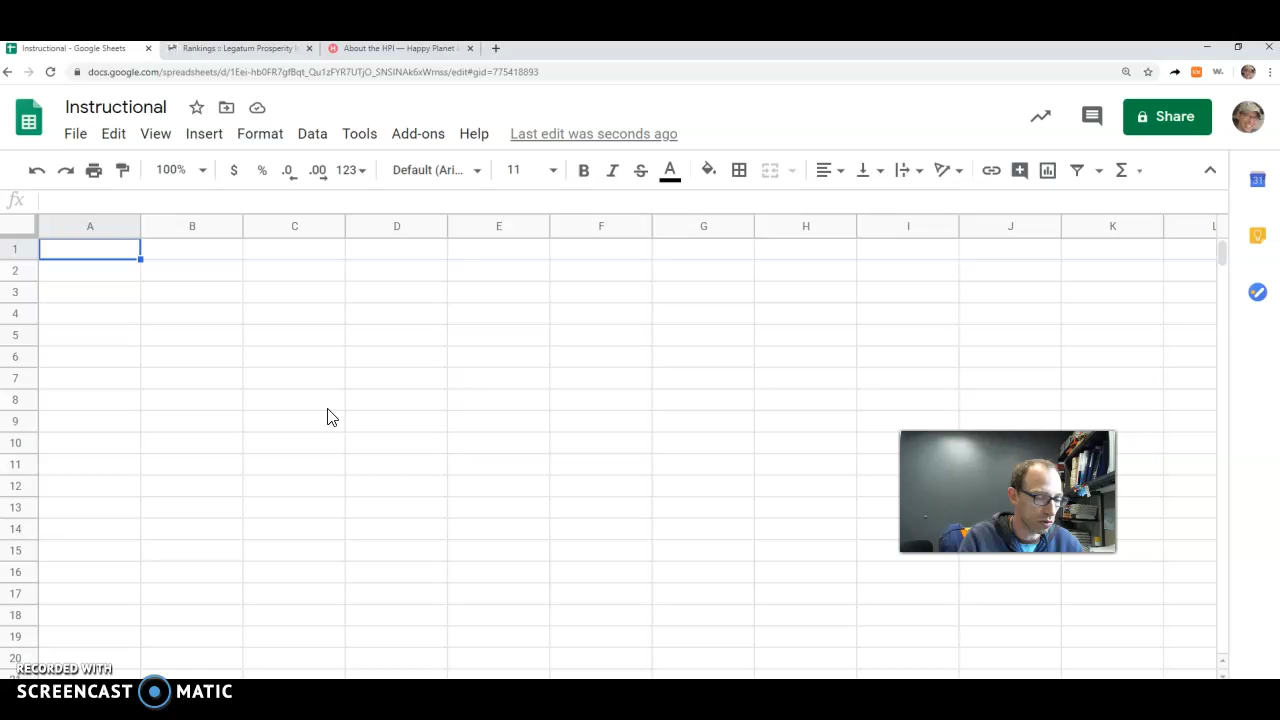 Instructional - Google Sheets
Rankings :: Legatum Prosperity I
About the HPI — Happy Planet
docs.google.com/spreadsheets/d/1Eei-hb0FR7gfBqt_Qu1zFYR7UTjO_SNSINAk6xWmss/edit#gid=775418893
Instructional
File Edit View Insert Format Data Tools Add-ons Help Last edit was seconds ago
Share
100% $ % .0 .00 123 Default (Ari... 11 B I S A Σ
31
fx
A B C D E F G H I J K L
1
2
3
4
5
6
7
8
9
10
11
12
13
14
15
16
17
18
19
20
RECORDED WITH
SCREENCAST MATIC